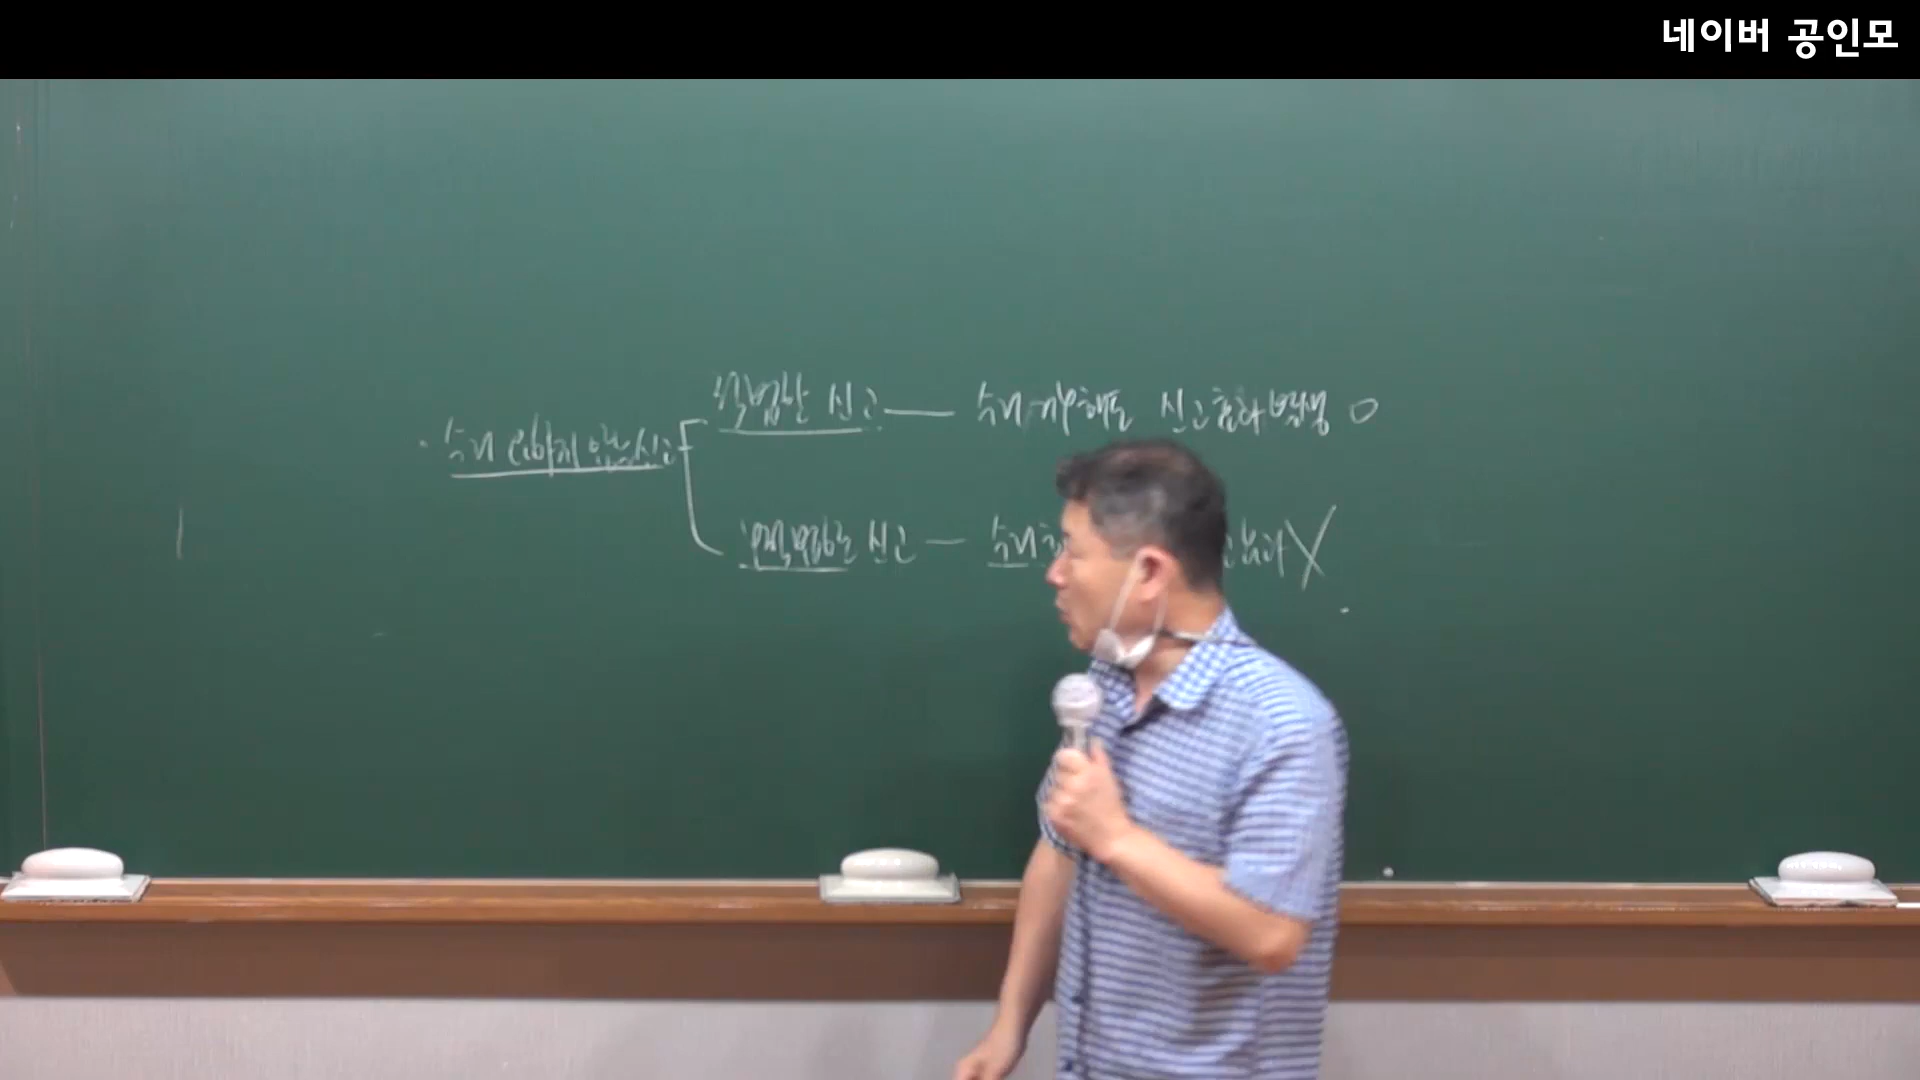 네이버 공인모
적법한 신고 — 수리거부해도 신고효과발생 O
· 수리 요하지 않는 신고
부적법한 신고 — 수리 X